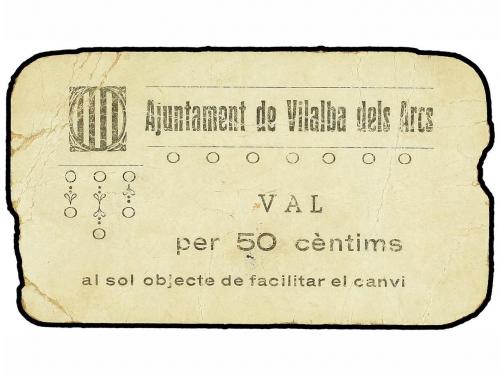 Ajuntament de Vilalba dels Arcs
VAL
per 50 cèntims
al sol objecte de facilitar el canvi